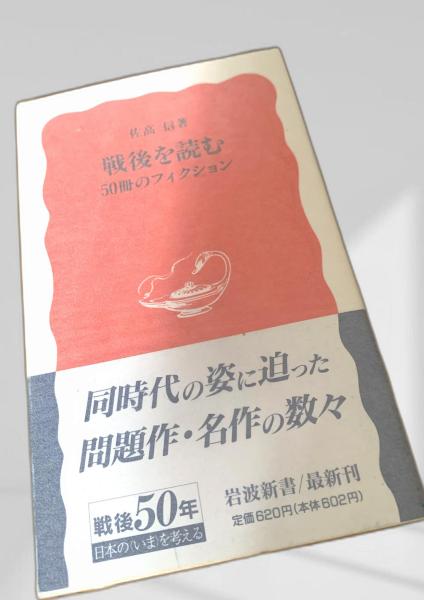 佐高 信著
戦後を読む
50冊のフィクション
同時代の姿に迫った
問題作・名作の数々
戦後50年
日本の〈いま〉を考える
岩波新書/最新刊
定価620円(本体602円)